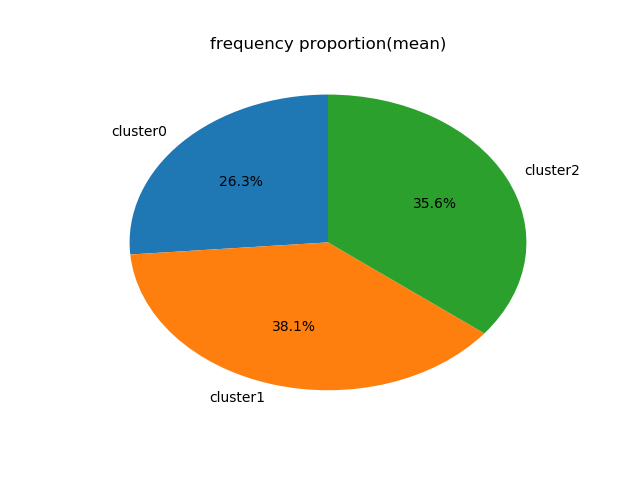 frequency proportion(mean)
cluster0
26.3%
cluster2
35.6%
38.1%
cluster1